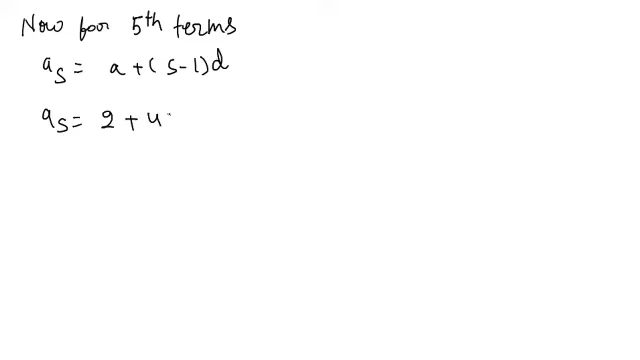 Now for 5th terms
a5 = a + (5-1)d
a5 = 2 + 4